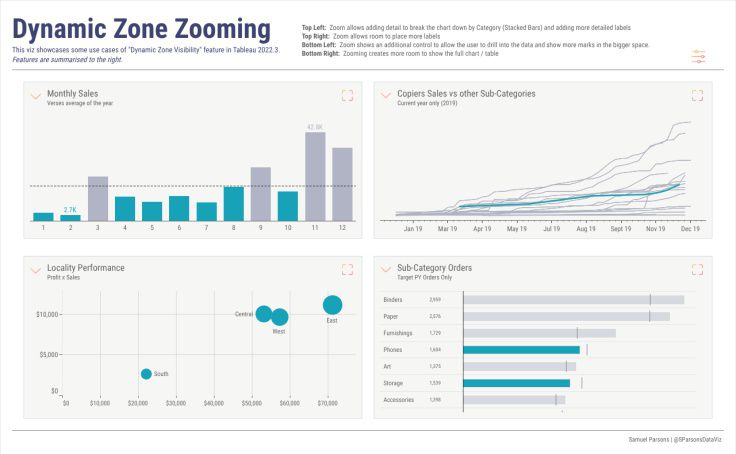 Dynamic Zone Zooming
This viz showcases some use cases of "Dynamic Zone Visibility" feature in Tableau 2022.3.
Features are summarised to the right.
Top Left: Zoom allows adding detail to break the chart down by Category (Stacked Bars) and adding more detailed labels
Top Right: Zoom allows room to place more labels
Bottom Left: Zoom shows an additional control to allow the user to drill into the data and show more marks in the bigger space.
Bottom Right: Zooming creates more room to show the full chart / table
Monthly Sales
Verses average of the year
42.8K
2.7K
1 2 3 4 5 6 7 8 9 10 11 12
Copiers Sales vs other Sub-Categories
Current year only (2019)
Jan 19 Mar 19 May 19 Jul 19 Aug 19 Sept 19 Nov 19 Dec 19
Locality Performance
Profit x Sales
$10,000
$5,000
$0
Central
West
East
South
$0 $10,000 $20,000 $30,000 $40,000 $50,000 $60,000 $70,000
Sub-Category Orders
Target PY Orders Only
Binders 2,959
Paper 2,576
Furnishings 1,729
Phones 1,604
Art 1,375
Storage 1,539
Accessories 1,398
Samuel Parsons | @SParsonsDataViz